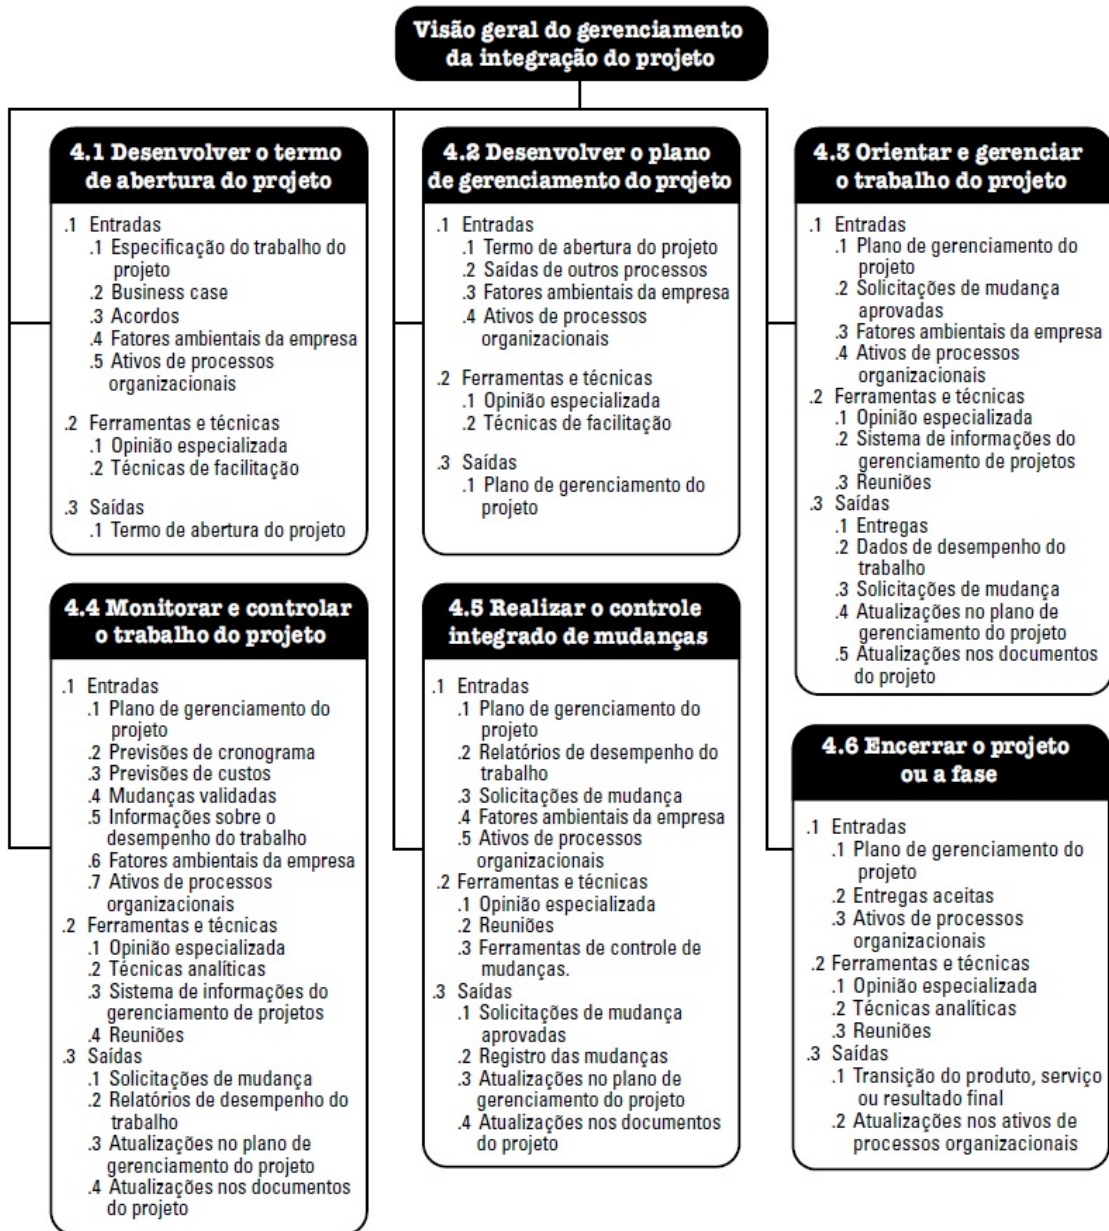 Visão geral do gerenciamento
da integração do projeto
4.1 Desenvolver o termo
de abertura do projeto
.1 Entradas
.1 Especificação do trabalho do
projeto
.2 Business case
.3 Acordos
.4 Fatores ambientais da empresa
.5 Ativos de processos
organizacionais
.2 Ferramentas e técnicas
.1 Opinião especializada
.2 Técnicas de facilitação
.3 Saídas
.1 Termo de abertura do projeto
4.2 Desenvolver o plano
de gerenciamento do projeto
.1 Entradas
.1 Termo de abertura do projeto
.2 Saídas de outros processos
.3 Fatores ambientais da empresa
.4 Ativos de processos
organizacionais
.2 Ferramentas e técnicas
.1 Opinião especializada
.2 Técnicas de facilitação
.3 Saídas
.1 Plano de gerenciamento do
projeto
4.3 Orientar e gerenciar
o trabalho do projeto
.1 Entradas
.1 Plano de gerenciamento do
projeto
.2 Solicitações de mudança
aprovadas
.3 Fatores ambientais da empresa
.4 Ativos de processos
organizacionais
.2 Ferramentas e técnicas
.1 Opinião especializada
.2 Sistema de informações do
gerenciamento de projetos
.3 Reuniões
.3 Saídas
.1 Entregas
.2 Dados de desempenho do
trabalho
.3 Solicitações de mudança
.4 Atualizações no plano de
gerenciamento do projeto
.5 Atualizações nos documentos
do projeto
4.4 Monitorar e controlar
o trabalho do projeto
.1 Entradas
.1 Plano de gerenciamento do
projeto
.2 Previsões de cronograma
.3 Previsões de custos
.4 Mudanças validadas
.5 Informações sobre o
desempenho do trabalho
.6 Fatores ambientais da empresa
.7 Ativos de processos
organizacionais
.2 Ferramentas e técnicas
.1 Opinião especializada
.2 Técnicas analíticas
.3 Sistema de informações do
gerenciamento de projetos
.4 Reuniões
.3 Saídas
.1 Solicitações de mudança
.2 Relatórios de desempenho do
trabalho
.3 Atualizações no plano de
gerenciamento do projeto
.4 Atualizações nos documentos
do projeto
4.5 Realizar o controle
integrado de mudanças
.1 Entradas
.1 Plano de gerenciamento do
projeto
.2 Relatórios de desempenho do
trabalho
.3 Solicitações de mudança
.4 Fatores ambientais da empresa
.5 Ativos de processos
organizacionais
.2 Ferramentas e técnicas
.1 Opinião especializada
.2 Reuniões
.3 Ferramentas de controle de
mudanças.
.3 Saídas
.1 Solicitações de mudança
aprovadas
.2 Registro das mudanças
.3 Atualizações no plano de
gerenciamento do projeto
.4 Atualizações nos documentos
do projeto
4.6 Encerrar o projeto
ou a fase
.1 Entradas
.1 Plano de gerenciamento do
projeto
.2 Entregas aceitas
.3 Ativos de processos
organizacionais
.2 Ferramentas e técnicas
.1 Opinião especializada
.2 Técnicas analíticas
.3 Reuniões
.3 Saídas
.1 Transição do produto, serviço
ou resultado final
.2 Atualizações nos ativos de
processos organizacionais